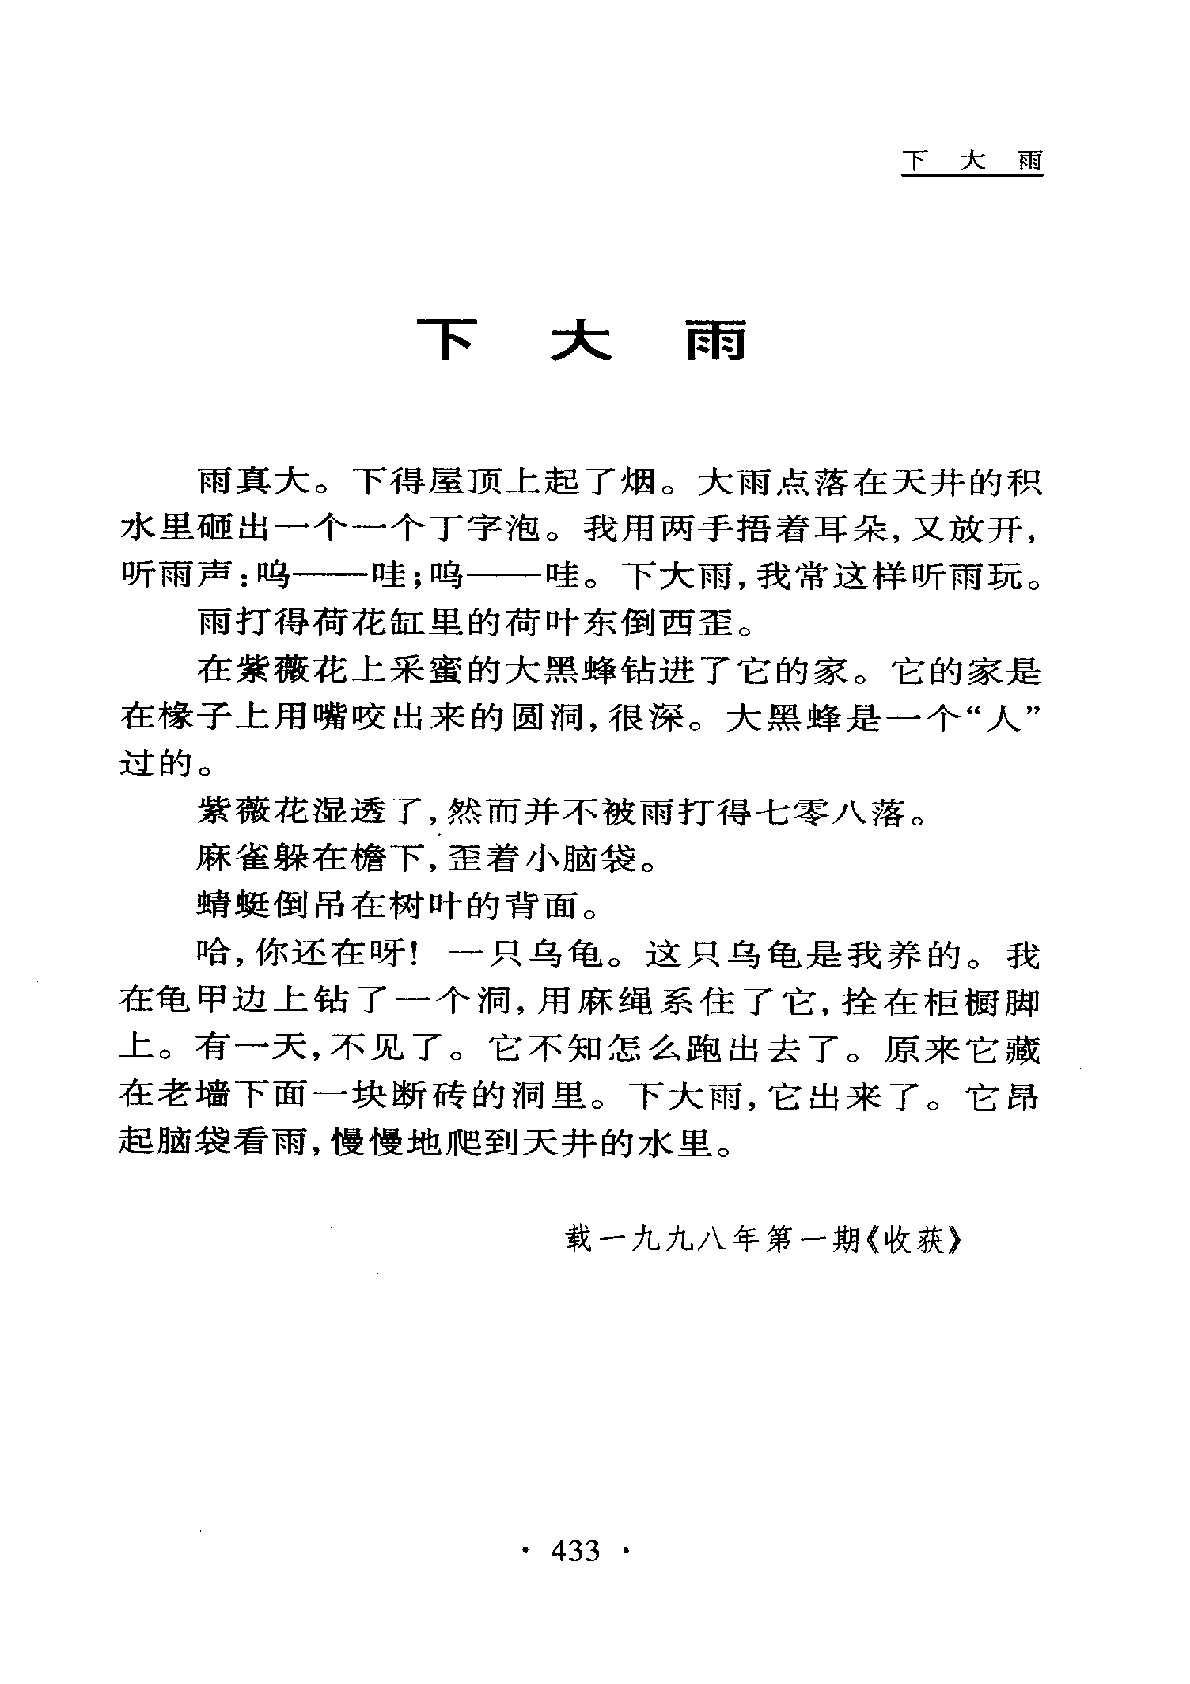 下 大 雨
下 大 雨
雨真大。下得屋顶上起了烟。大雨点落在天井的积
水里砸出一个一个丁字泡。我用两手捂着耳朵,又放开,
听雨声:呜——哇;呜——哇。下大雨,我常这样听雨玩。
雨打得荷花缸里的荷叶东倒西歪。
在紫薇花上采蜜的大黑蜂钻进了它的家。它的家是
在椽子上用嘴咬出来的圆洞,很深。大黑蜂是一个“人”
过的。
紫薇花湿透了,然而并不被雨打得七零八落。
麻雀躲在檐下,歪着小脑袋。
蜻蜓倒吊在树叶的背面。
哈,你还在呀! 一只乌龟。这只乌龟是我养的。我
在龟甲边上钻了一个洞,用麻绳系住了它,拴在柜橱脚
上。有一天,不见了。它不知怎么跑出去了。原来它藏
在老墙下面一块断砖的洞里。下大雨,它出来了。它昂
起脑袋看雨,慢慢地爬到天井的水里。
载一九九八年第一期《收获》
· 433 ·